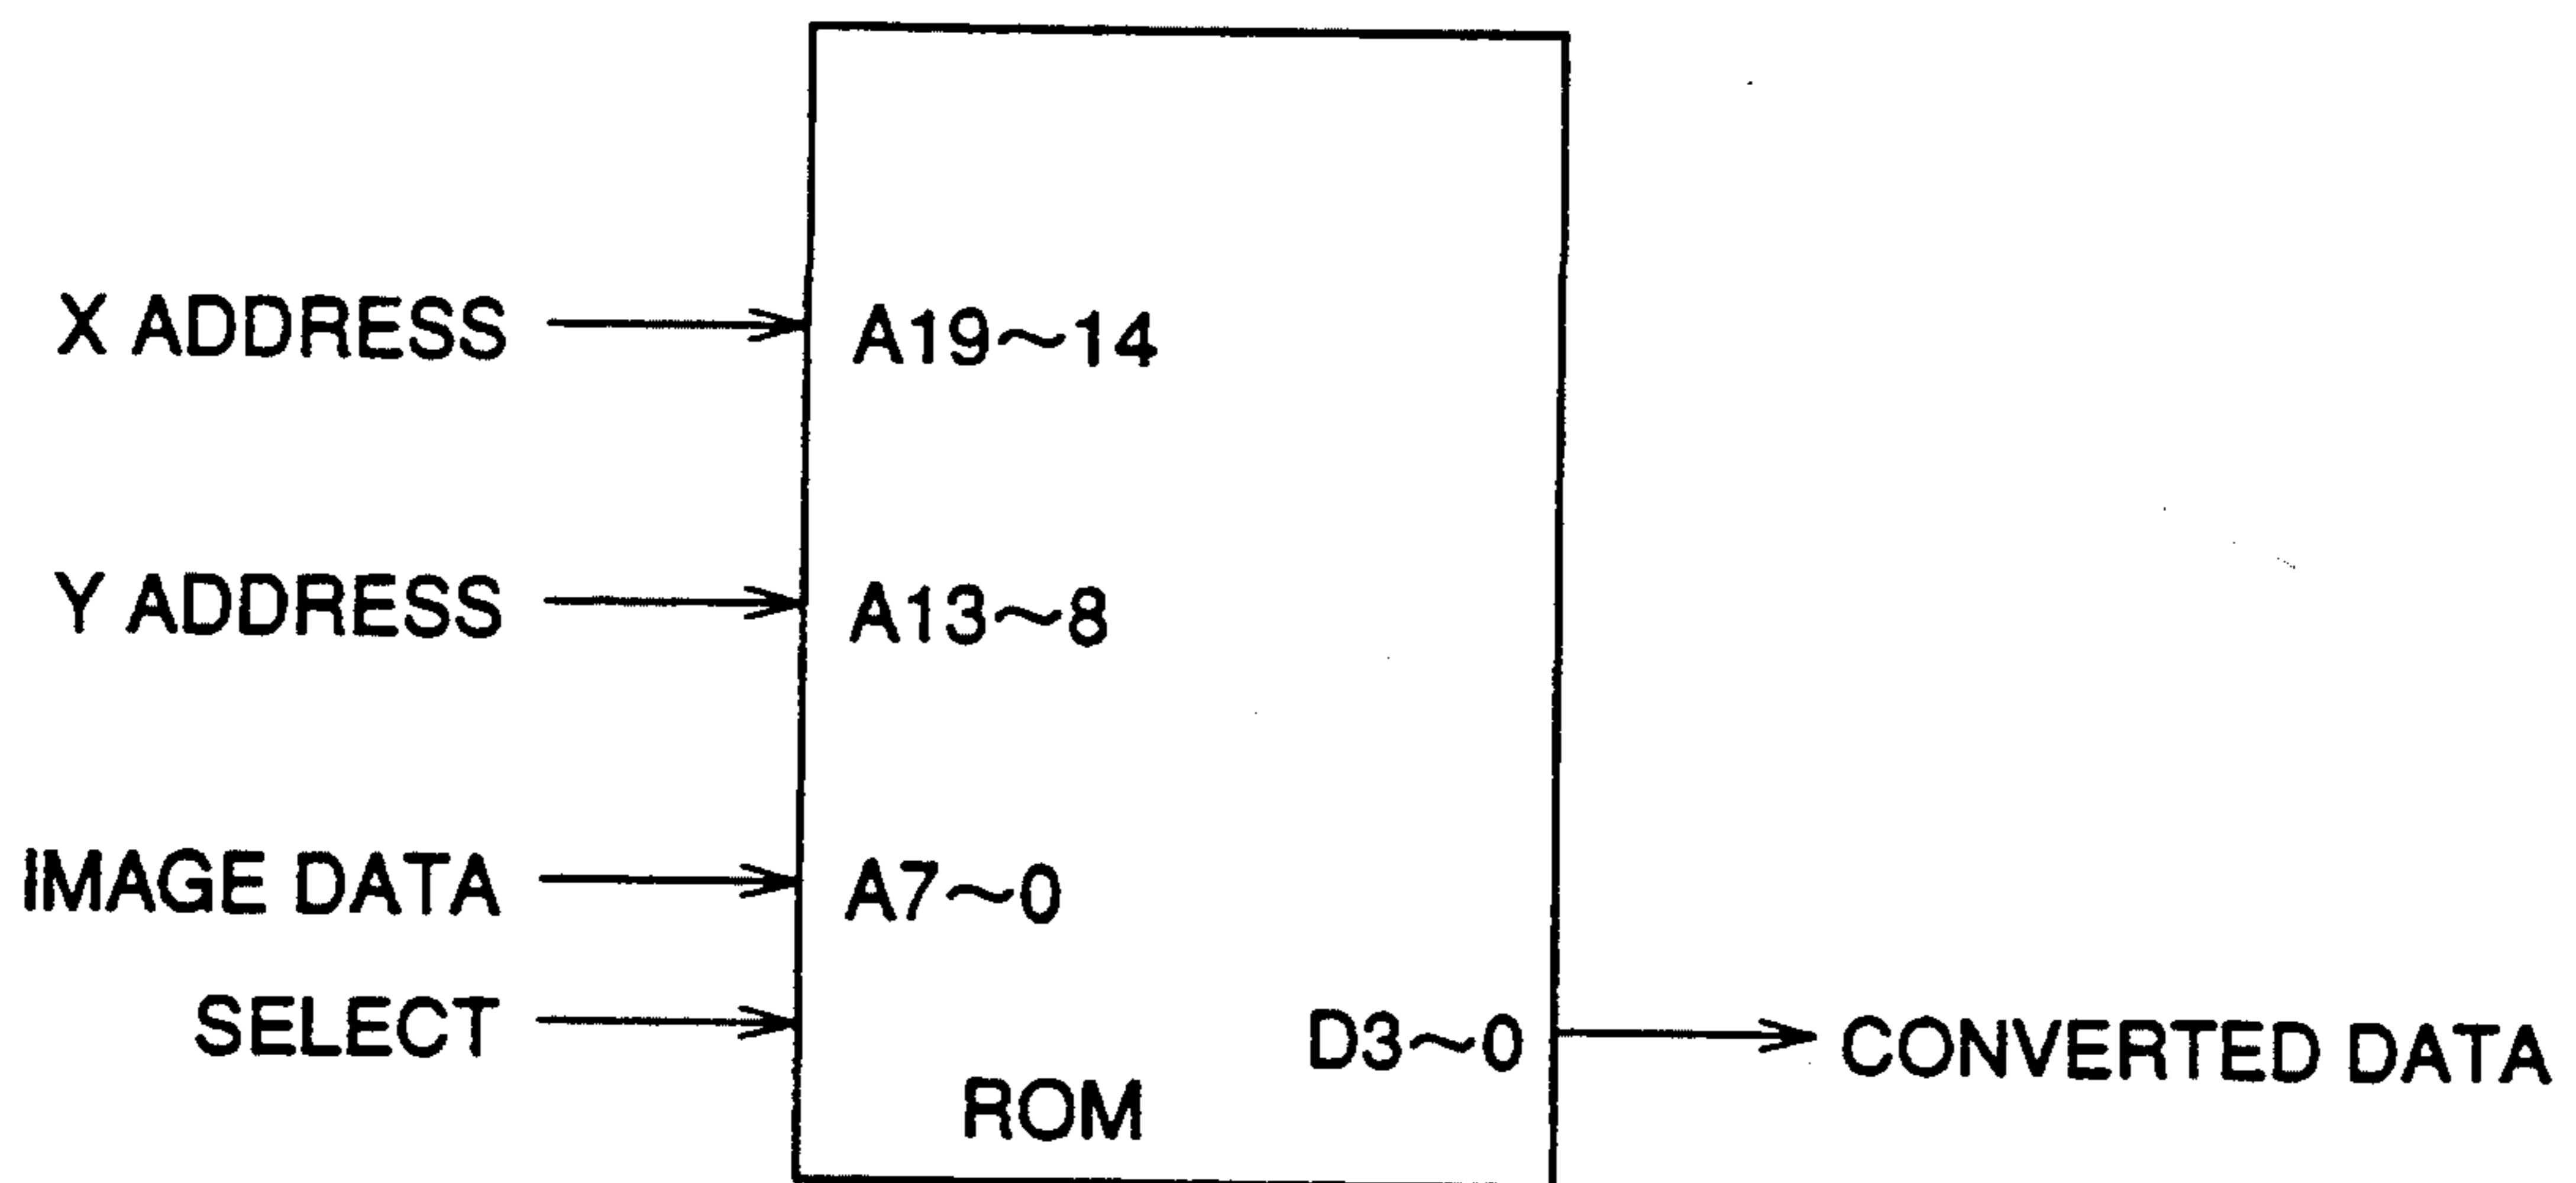 X ADDRESS
A19~14
Y ADDRESS
A13~8
IMAGE DATA
A7~0
SELECT
D3~0
CONVERTED DATA
ROM